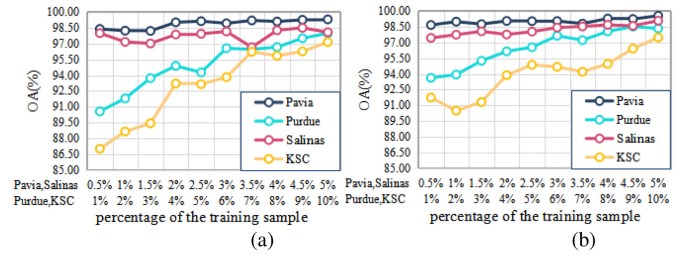 100.00
98.50
97.00
95.50
94.00
92.50
91.00
89.50
88.00
86.50
85.00
OA(%)
Pavia
Purdue
Salinas
KSC
Pavia,Salinas 0.5% 1% 1.5% 2% 2.5% 3% 3.5% 4% 4.5% 5%
Purdue,KSC 1% 2% 3% 4% 5% 6% 7% 8% 9% 10%
percentage of the training sample
(a)
100.00
98.50
97.00
95.50
94.00
92.50
91.00
89.50
88.00
86.50
85.00
OA(%)
Pavia
Purdue
Salinas
KSC
Pavia,Salinas 0.5% 1% 1.5% 2% 2.5% 3% 3.5% 4% 4.5% 5%
Purdue,KSC 1% 2% 3% 4% 5% 6% 7% 8% 9% 10%
percentage of the training sample
(b)